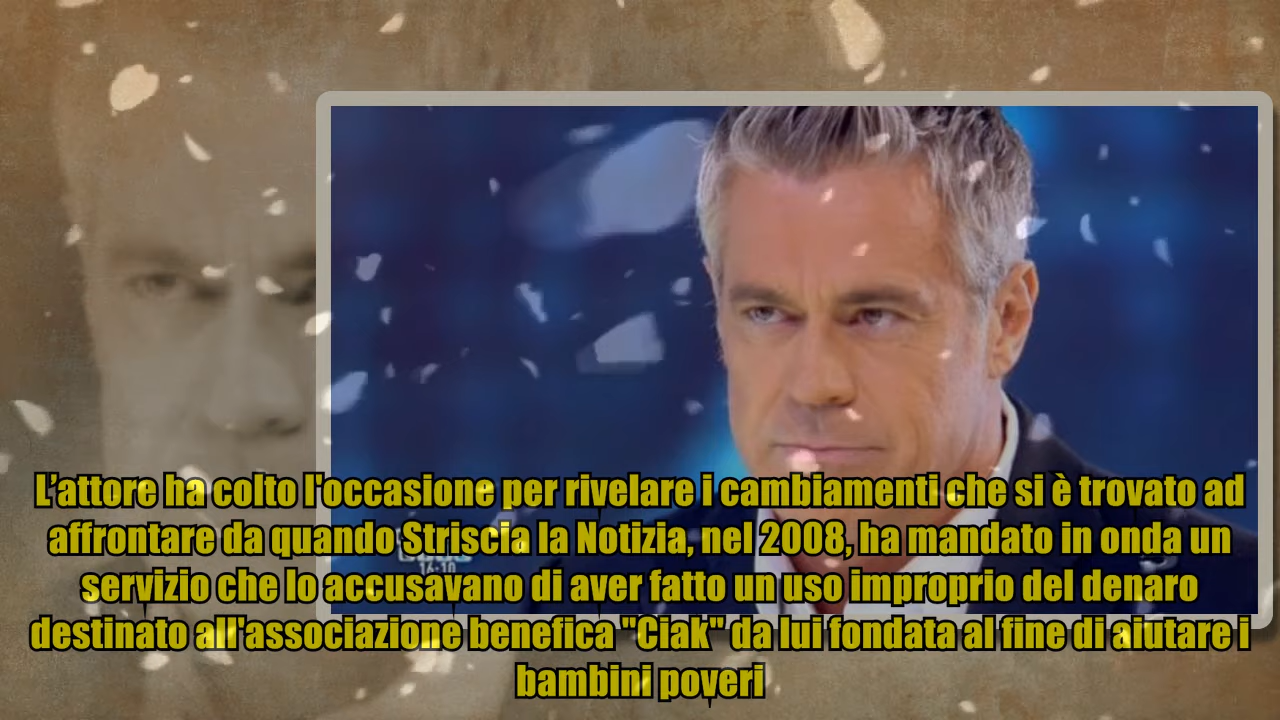 L’attore ha colto l'occasione per rivelare i cambiamenti che si è trovato ad
affrontare da quando Striscia la Notizia, nel 2008, ha mandato in onda un
servizio che lo accusavano di aver fatto un uso improprio del denaro
destinato all'associazione benefica "Ciak" da lui fondata al fine di aiutare i
bambini poveri
16:10